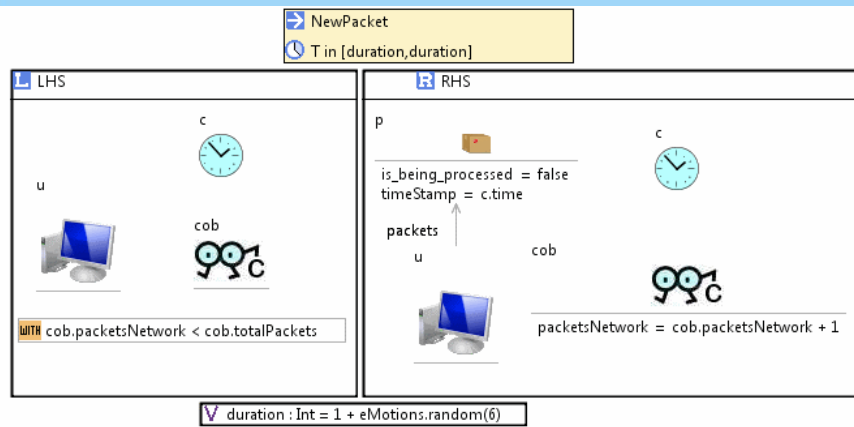 NewPacket
T in [duration,duration]
L LHS
c
u
cob
WITH cob.packetsNetwork < cob.totalPackets
R RHS
p
is_being_processed = false
timeStamp = c.time
packets
u
c
cob
C
packetsNetwork = cob.packetsNetwork + 1
C
V duration : Int = 1 + eMotions.random(6)